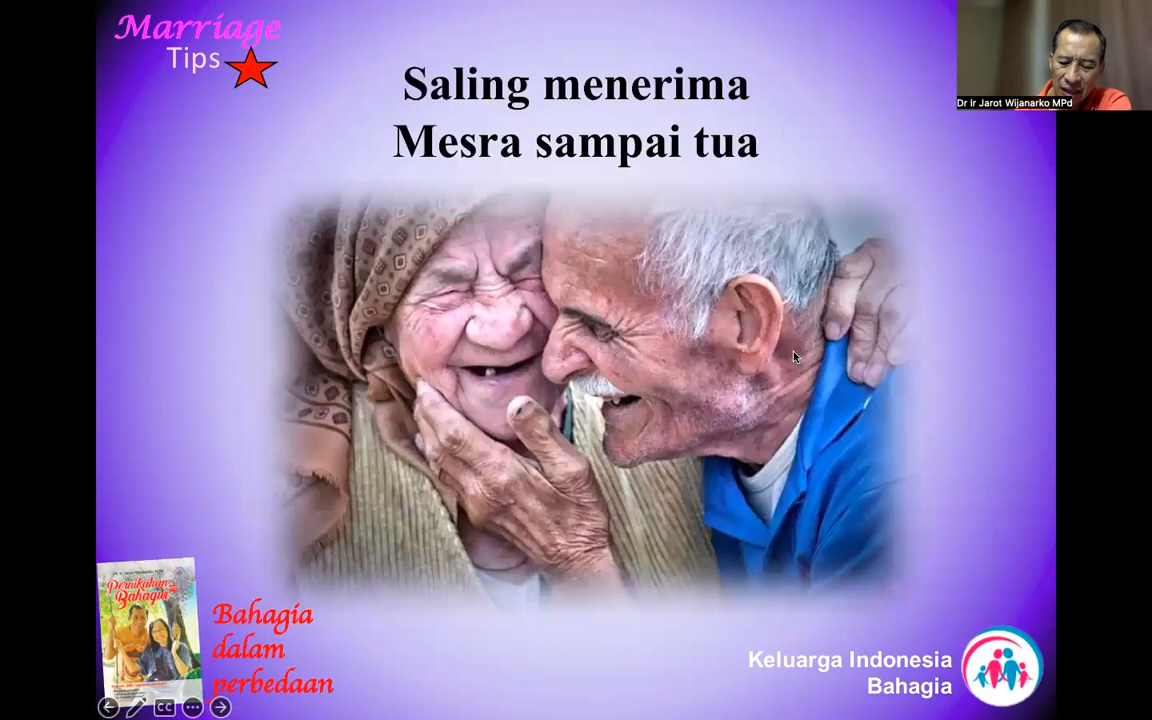 Marriage
Tips
Dr Ir Jarot Wijanarko MPd
Saling menerima
Mesra sampai tua
Pernikahan
Bahagia
Bahagia
dalam
perbedaan
Keluarga Indonesia
Bahagia
CC